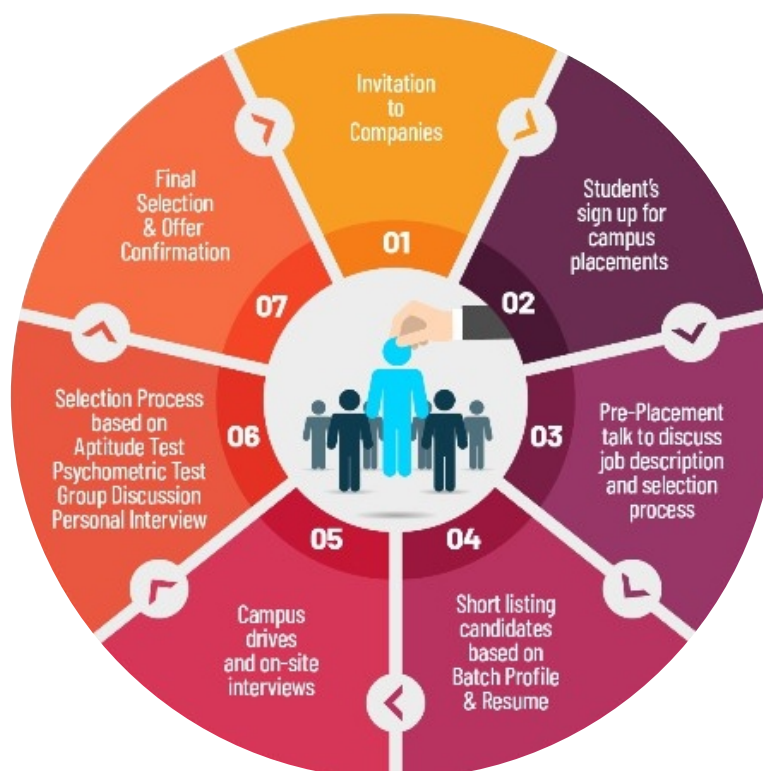 Invitation
to
Companies
01
Student's
sign up for
campus
placements
02
Pre-Placement
talk to discuss
job description
and selection
process
03
Short listing
candidates
based on
Batch Profile
& Resume
04
Campus
drives
and on-site
interviews
05
Selection Process
based on
Aptitude Test
Psychometric Test
Group Discussion
Personal Interview
06
Final
Selection
& Offer
Confirmation
07